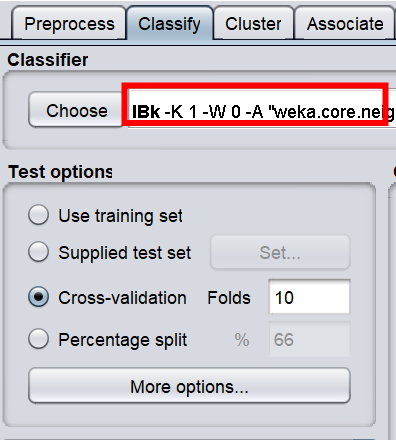 Preprocess Classify Cluster Associate
Classifier
Choose IBk -K 1 -W 0 -A "weka.core.neig
Test options
Use training set
Supplied test set Set...
Cross-validation Folds 10
Percentage split % 66
More options...